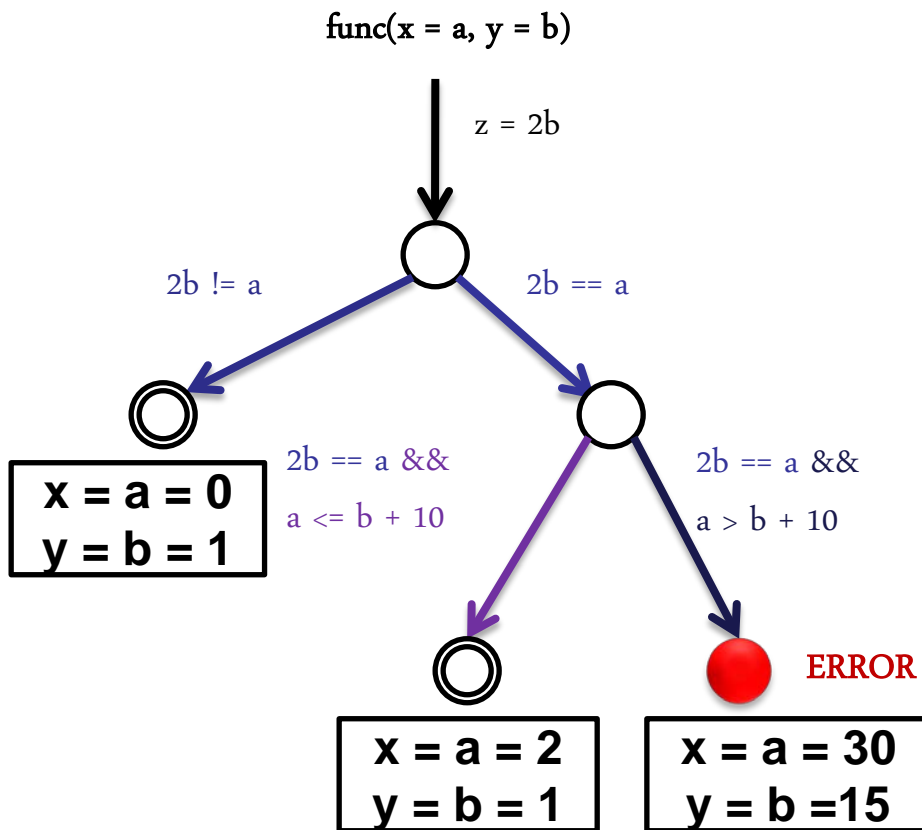 func(x = a, y = b)
z = 2b
2b != a
2b == a
x = a = 0
y = b = 1
2b == a &&
a <= b + 10
2b == a &&
a > b + 10
ERROR
x = a = 2
y = b = 1
x = a = 30
y = b =15